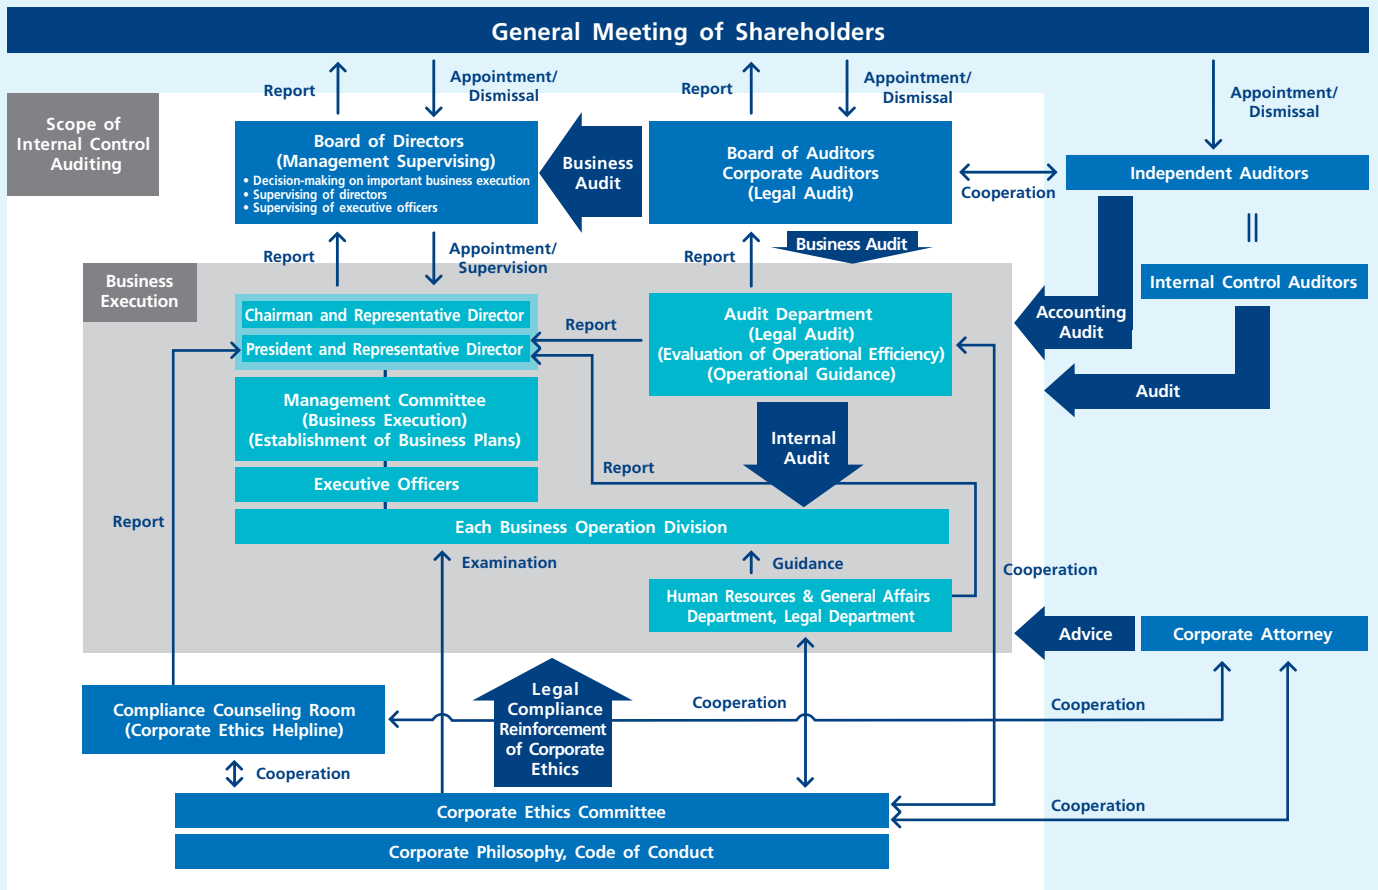 General Meeting of Shareholders
Report
Appointment/
Dismissal
Report
Appointment/
Dismissal
Appointment/
Dismissal
Scope of
Internal Control
Auditing
Board of Directors
(Management Supervising)
• Decision-making on important business execution
• Supervising of directors
• Supervising of executive officers
Business
Audit
Board of Auditors
Corporate Auditors
(Legal Audit)
Cooperation
Independent Auditors
Report
Appointment/
Supervision
Report
Business Audit
Business
Execution
Internal Control Auditors
Chairman and Representative Director
President and Representative Director
Report
Audit Department
(Legal Audit)
(Evaluation of Operational Efficiency)
(Operational Guidance)
Accounting
Audit
Audit
Management Committee
(Business Execution)
(Establishment of Business Plans)
Internal
Audit
Report
Executive Officers
Report
Each Business Operation Division
Examination
Guidance
Cooperation
Human Resources & General Affairs
Department, Legal Department
Advice
Corporate Attorney
Compliance Counseling Room
(Corporate Ethics Helpline)
Legal
Compliance
Reinforcement
of Corporate
Ethics
Cooperation
Cooperation
Cooperation
Corporate Ethics Committee
Cooperation
Corporate Philosophy, Code of Conduct